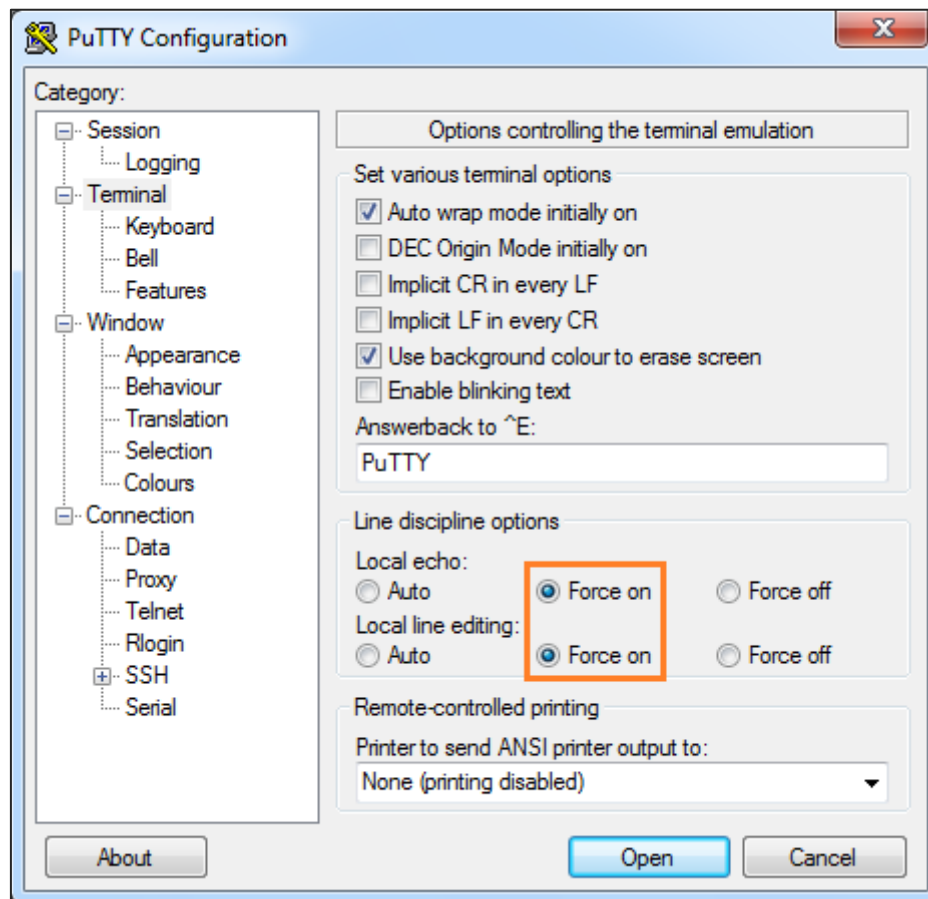 PuTTY Configuration
Category:
Session
Logging
Terminal
Keyboard
Bell
Features
Window
Appearance
Behaviour
Translation
Selection
Colours
Connection
Data
Proxy
Telnet
Rlogin
SSH
Serial
Options controlling the terminal emulation
Set various terminal options
Auto wrap mode initially on
DEC Origin Mode initially on
Implicit CR in every LF
Implicit LF in every CR
Use background colour to erase screen
Enable blinking text
Answerback to ^E:
PuTTY
Line discipline options
Local echo:
Auto Force on Force off
Local line editing:
Auto Force on Force off
Remote-controlled printing
Printer to send ANSI printer output to:
None (printing disabled)
About Open Cancel